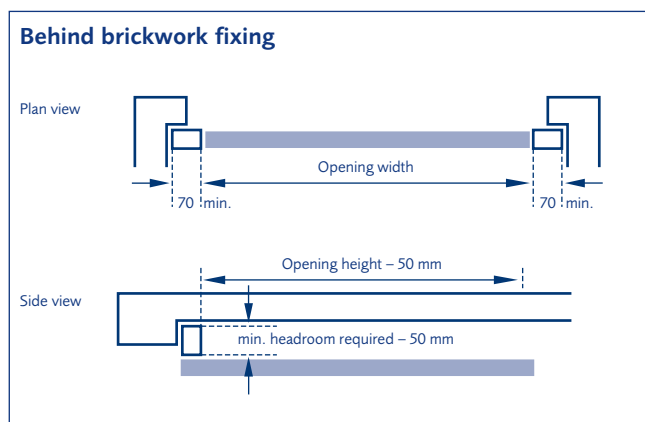 Behind brickwork fixing
Plan view
Opening width
70 min.
70 min.
Opening height – 50 mm
Side view
min. headroom required – 50 mm